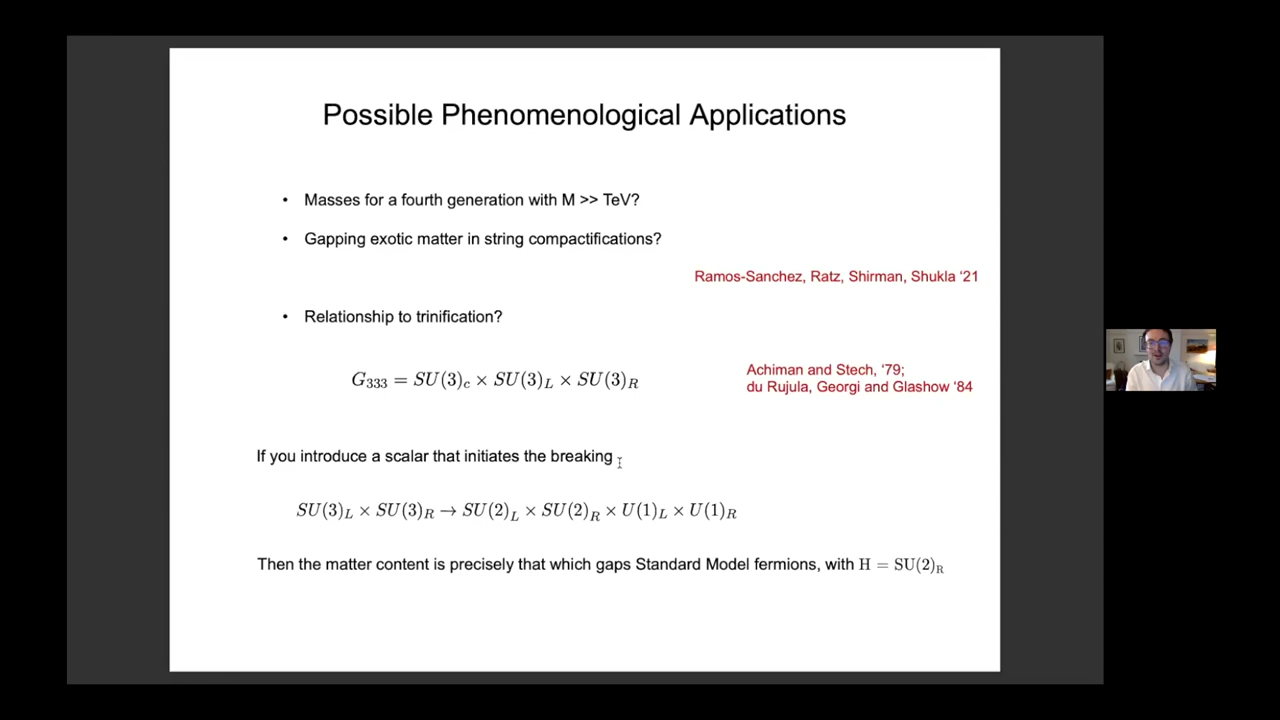 Possible Phenomenological Applications
• Masses for a fourth generation with M >> TeV?
• Gapping exotic matter in string compactifications?
Ramos-Sanchez, Ratz, Shirman, Shukla ‘21
• Relationship to trinification?
G₃₃₃ = SU(3)_c × SU(3)_L × SU(3)_R
Achiman and Stech, ‘79;
du Rujula, Georgi and Glashow ‘84
If you introduce a scalar that initiates the breaking
SU(3)_L × SU(3)_R → SU(2)_L × SU(2)_R × U(1)_L × U(1)_R
Then the matter content is precisely that which gaps Standard Model fermions, with H = SU(2)_R